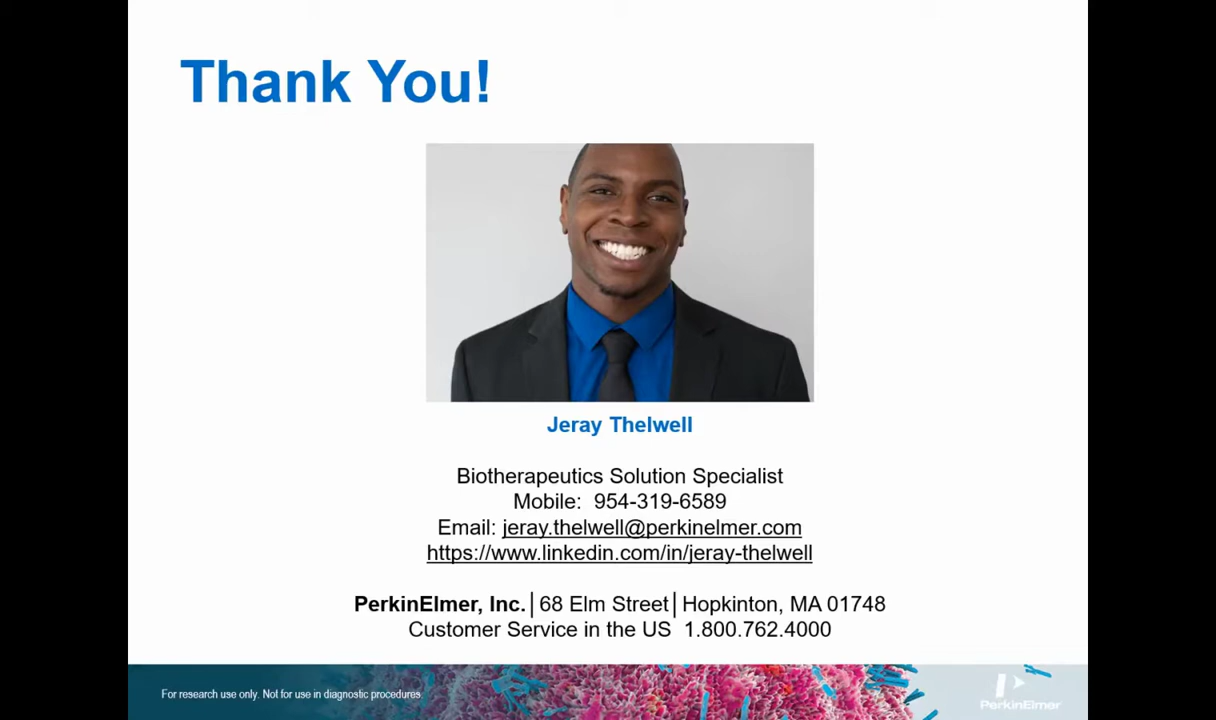 Thank You!
Jeray Thelwell
Biotherapeutics Solution Specialist
Mobile:  954-319-6589
Email: jeray.thelwell@perkinelmer.com
https://www.linkedin.com/in/jeray-thelwell
PerkinElmer, Inc.│68 Elm Street│Hopkinton, MA 01748
Customer Service in the US  1.800.762.4000
For research use only. Not for use in diagnostic procedures
PerkinElmer